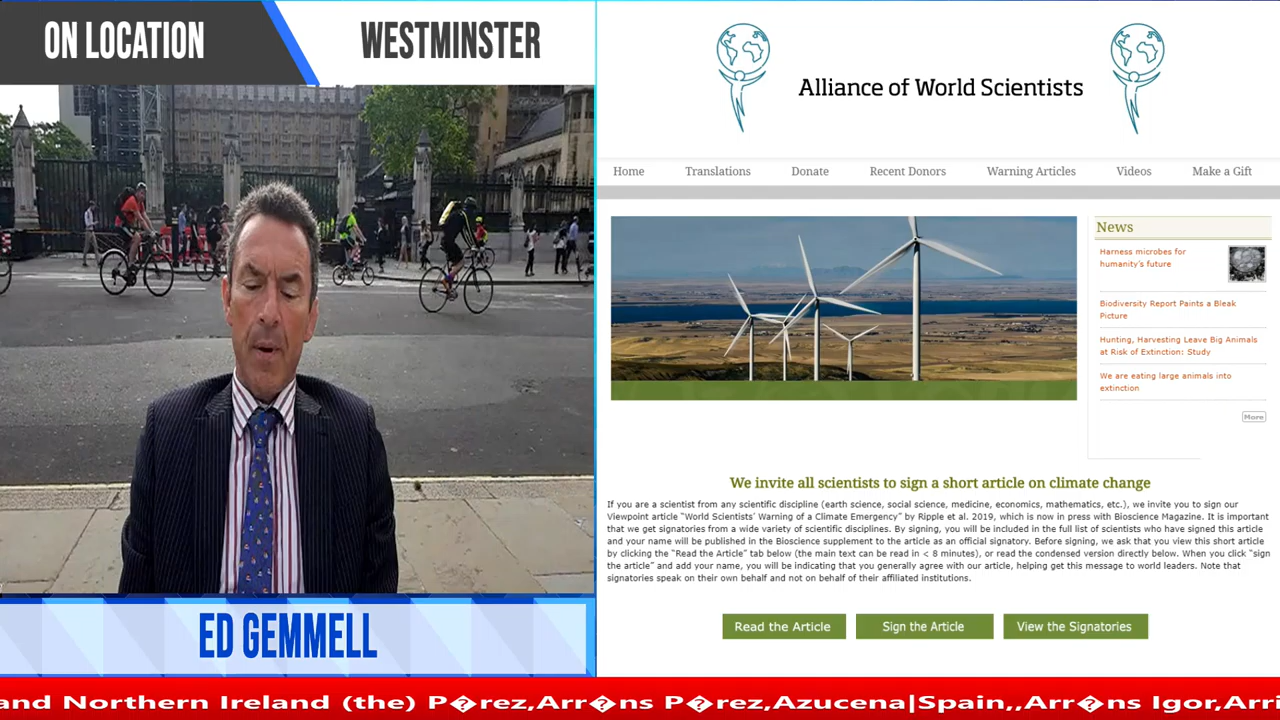 ON LOCATION
WESTMINSTER
ED GEMMELL
Alliance of World Scientists
Home
Translations
Donate
Recent Donors
Warning Articles
Videos
Make a Gift
News
Harness microbes for
humanity's future
Biodiversity Report Paints a Bleak
Picture
Hunting, Harvesting Leave Big Animals
at Risk of Extinction: Study
We are eating large animals into
extinction
More
We invite all scientists to sign a short article on climate change
If you are a scientist from any scientific discipline (earth science, social science, medicine, economics, mathematics, etc.), we invite you to sign our
Viewpoint article "World Scientists' Warning of a Climate Emergency" by Ripple et al. 2019, which is now in press with Bioscience Magazine. It is important
that we get signatories from a wide variety of scientific disciplines. By signing, you will be included in the full list of scientists who have signed this article
and your name will be published in the Bioscience supplement to the article as an official signatory. Before signing, we ask that you view this short article
by clicking the "Read the Article" tab below (the main text can be read in < 8 minutes), or read the condensed version directly below. When you click "sign
the article" and add your name, you will be indicating that you generally agree with our article, helping get this message to world leaders. Note that
signatories speak on their own behalf and not on behalf of their affiliated institutions.
Read the Article
Sign the Article
View the Signatories
and Northern Ireland (the) P�rez,Arr�ns P�rez,Azucena|Spain,,Arr�ns Igor,Arri